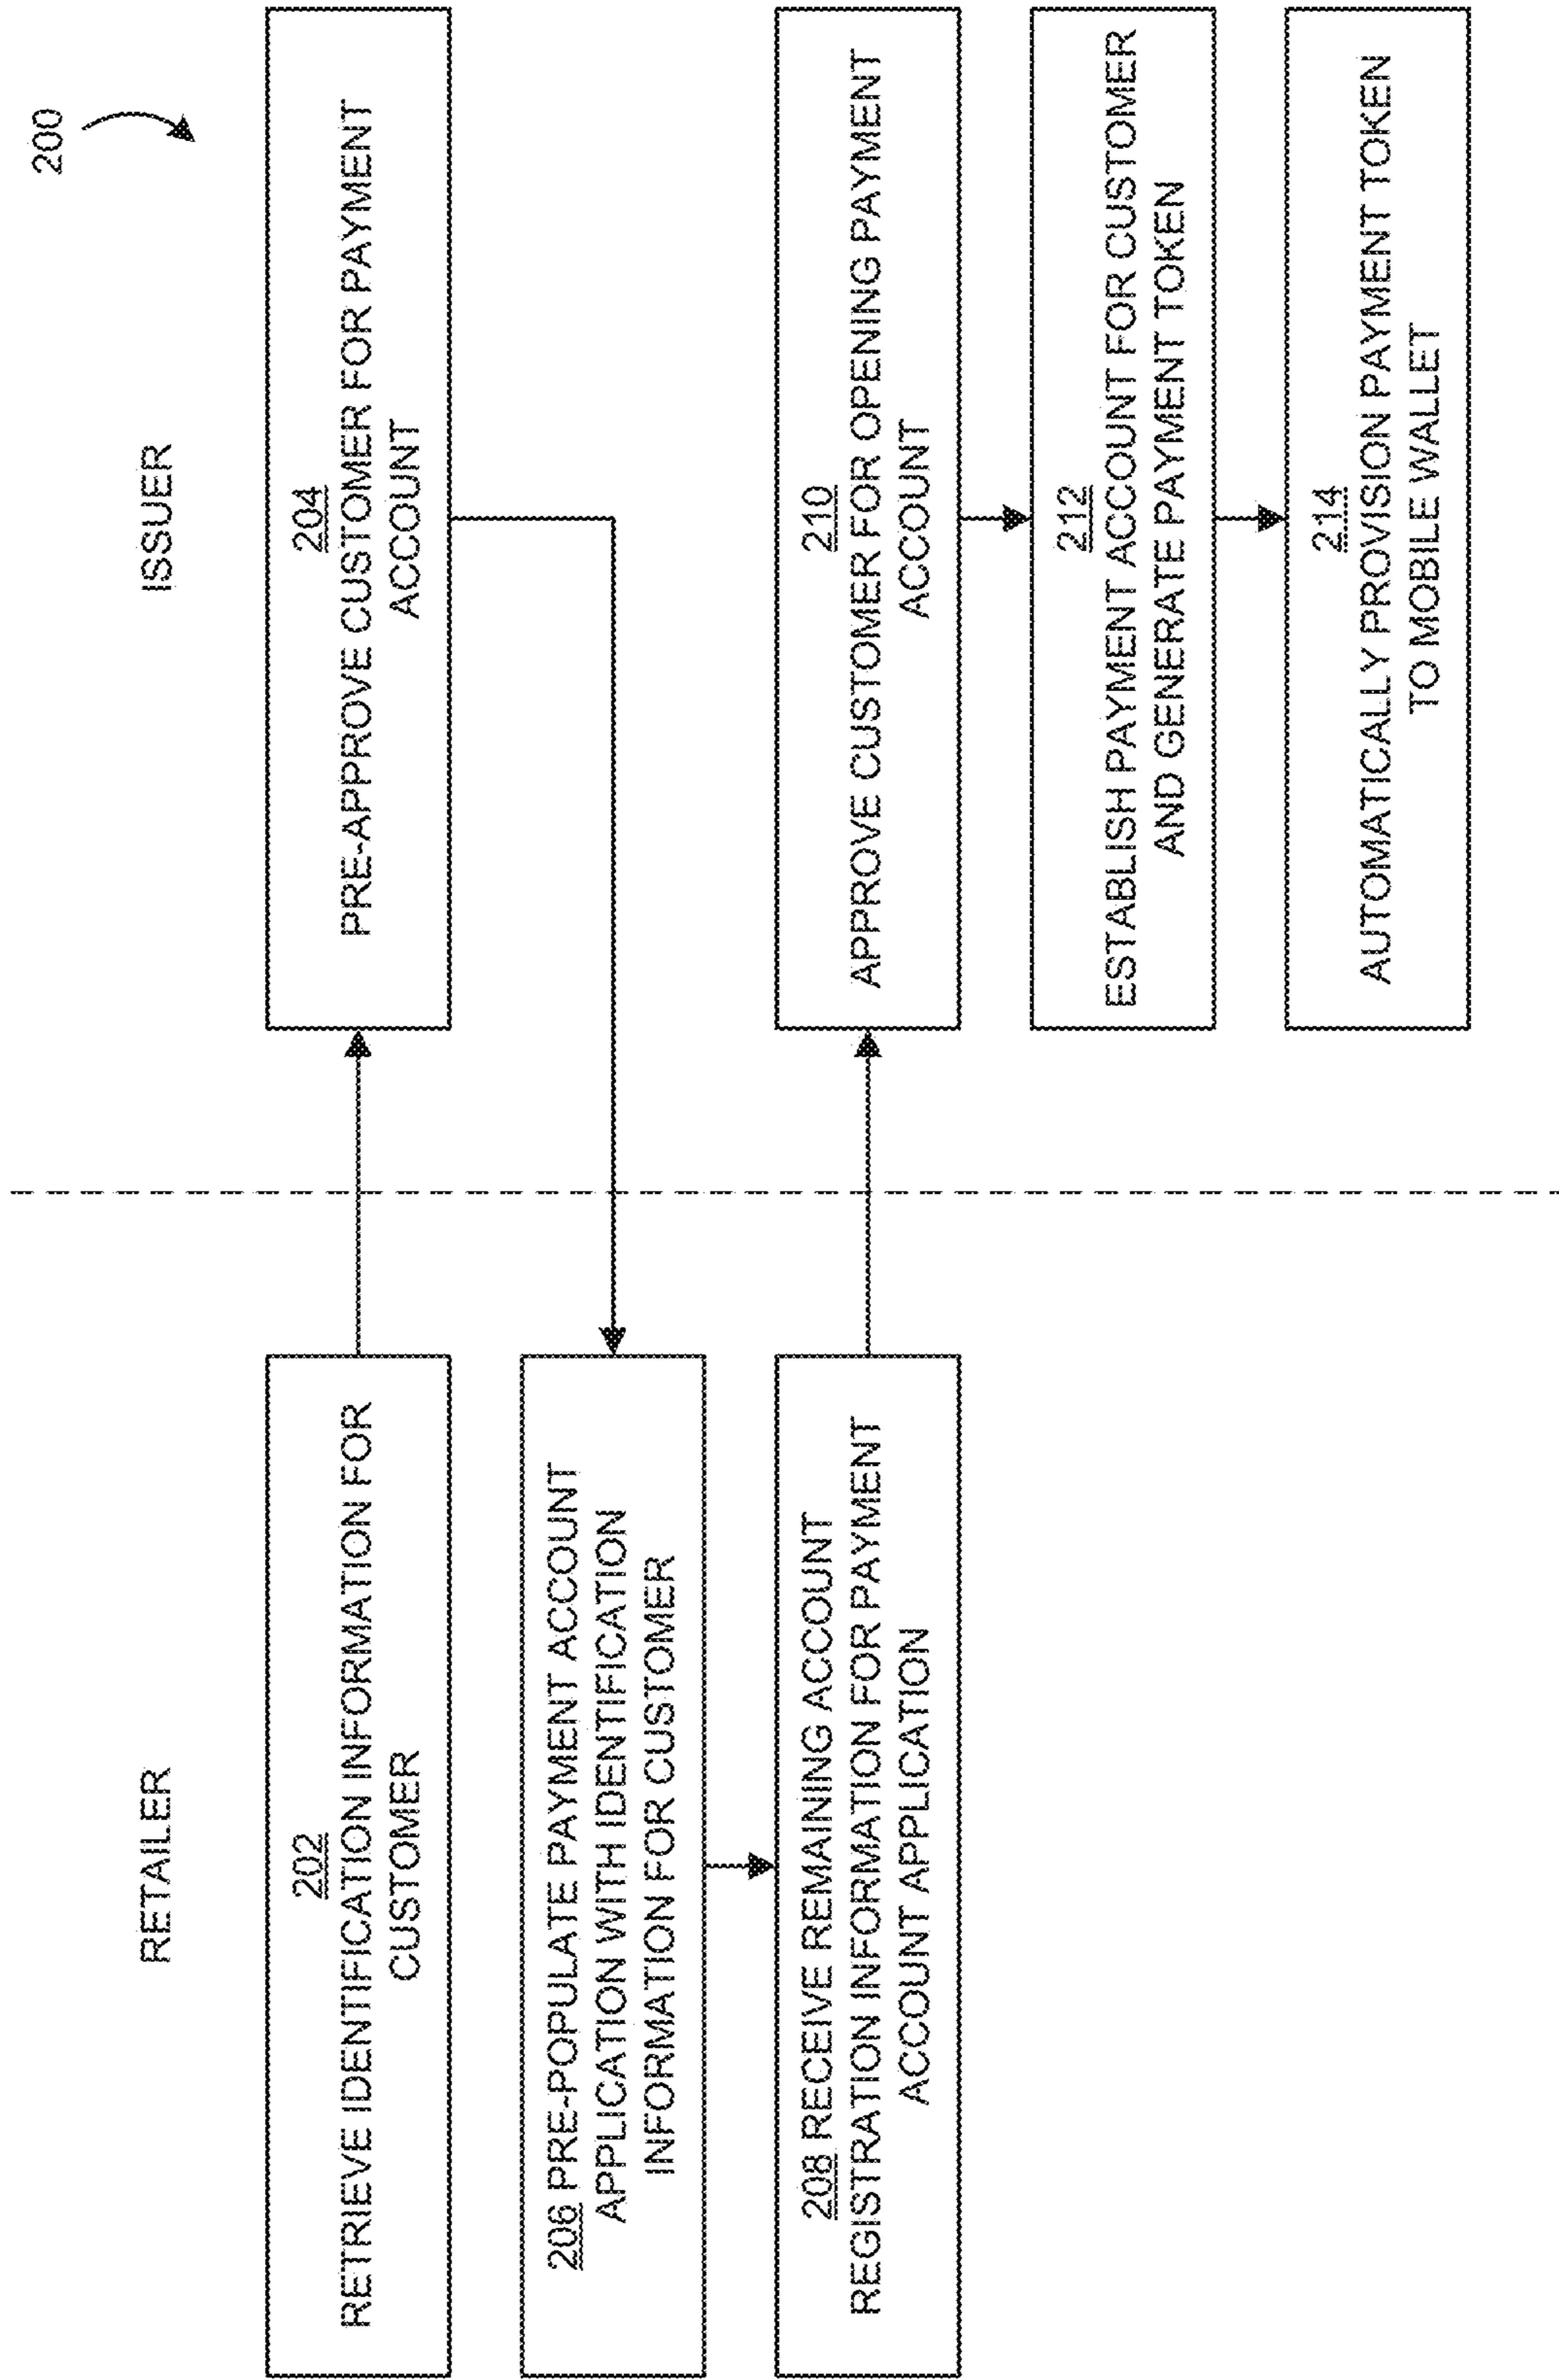 200
RETAILER
ISSUER
202
RETRIEVE IDENTIFICATION INFORMATION FOR
CUSTOMER
204
PRE-APPROVE CUSTOMER FOR PAYMENT
ACCOUNT
206 PRE-POPULATE PAYMENT ACCOUNT
APPLICATION WITH IDENTIFICATION
INFORMATION FOR CUSTOMER
208 RECEIVE REMAINING ACCOUNT
REGISTRATION INFORMATION FOR PAYMENT
ACCOUNT APPLICATION
210
APPROVE CUSTOMER FOR OPENING PAYMENT
ACCOUNT
212
ESTABLISH PAYMENT ACCOUNT FOR CUSTOMER
AND GENERATE PAYMENT TOKEN
214
AUTOMATICALLY PROVISION PAYMENT TOKEN
TO MOBILE WALLET